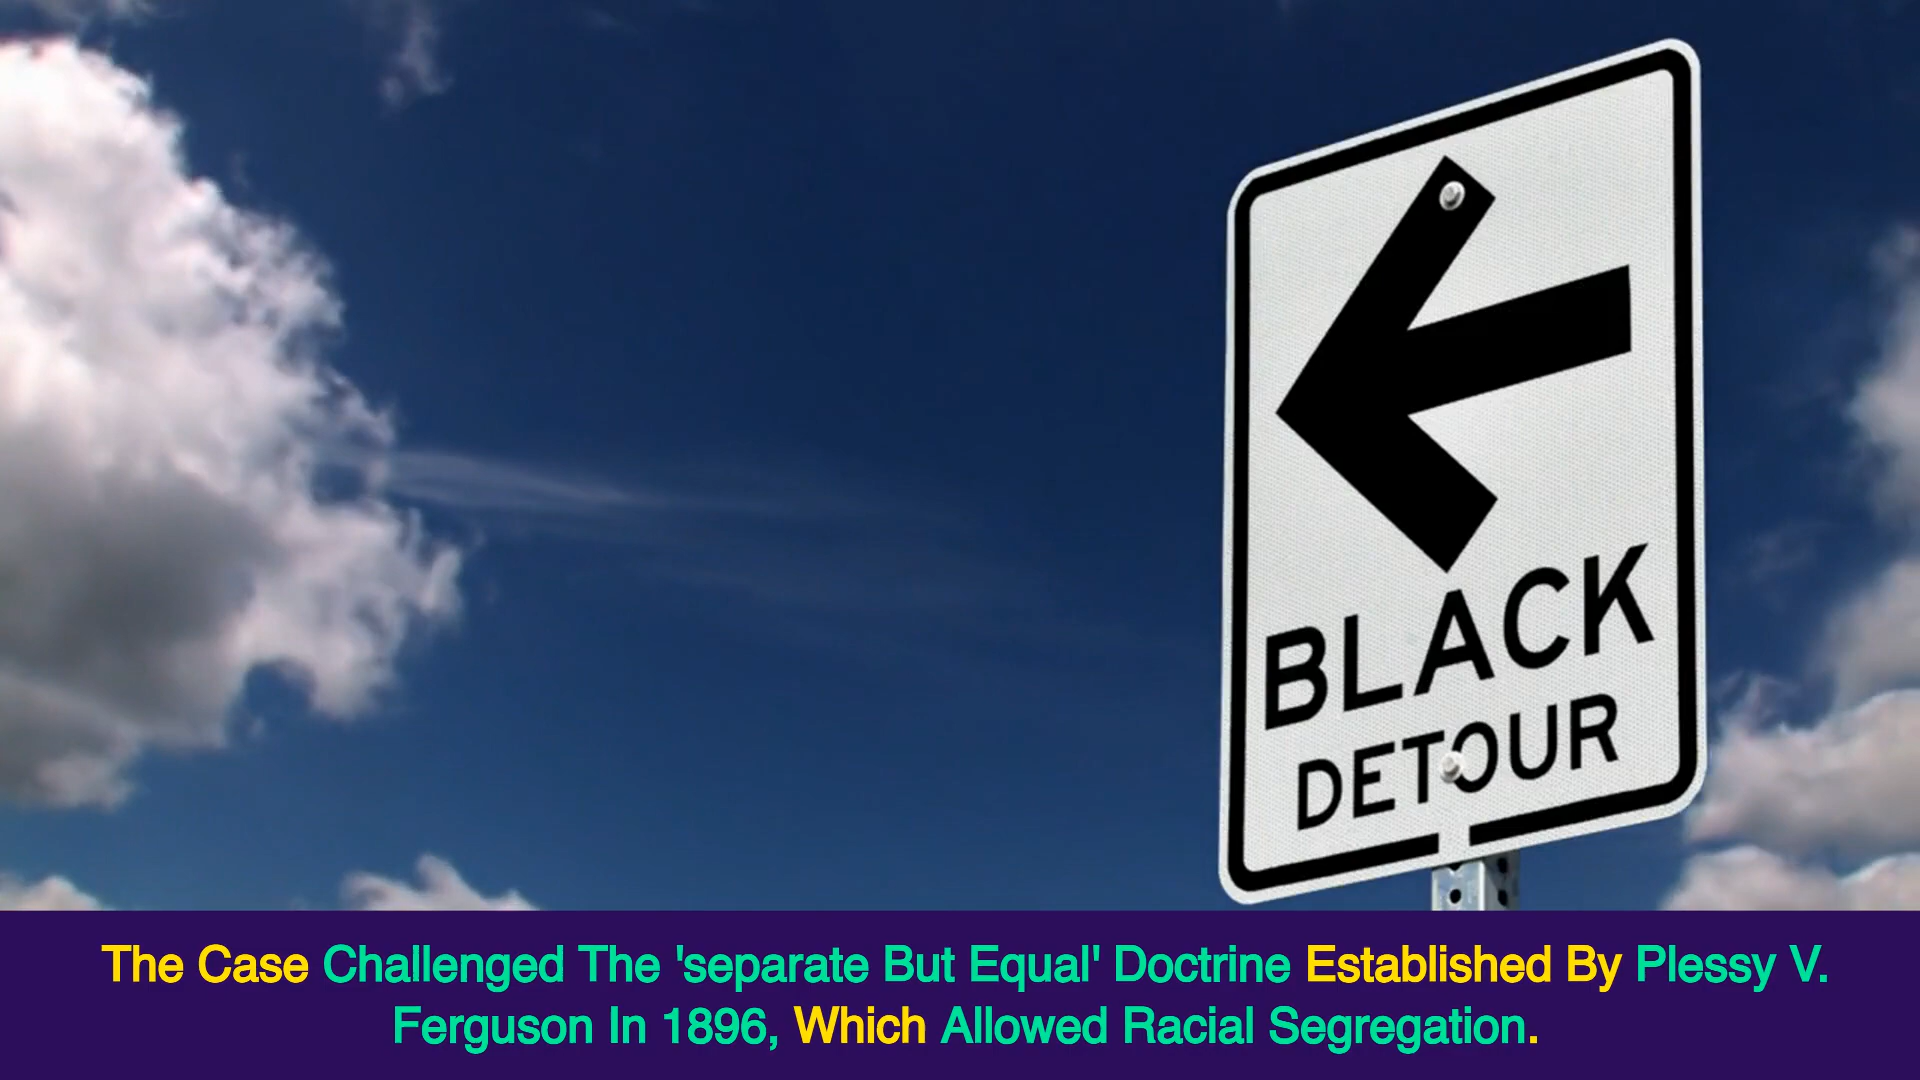 BLACK
DETOUR
The Case Challenged The 'separate But Equal' Doctrine Established By Plessy V.
Ferguson In 1896, Which Allowed Racial Segregation.